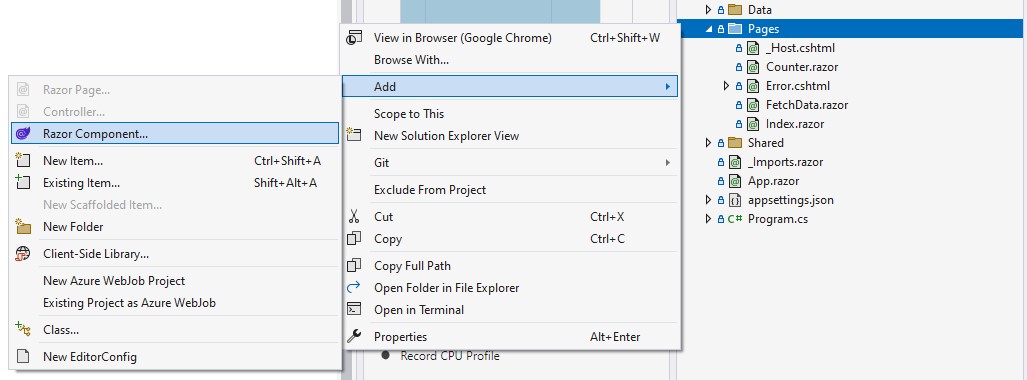 Razor Page...
Controller...
Razor Component...
New Item... Ctrl+Shift+A
Existing Item... Shift+Alt+A
New Scaffolded Item...
New Folder
Client-Side Library...
New Azure WebJob Project
Existing Project as Azure WebJob
Class...
New EditorConfig
View in Browser (Google Chrome) Ctrl+Shift+W
Browse With...
Add
Scope to This
New Solution Explorer View
Git
Exclude From Project
Cut Ctrl+X
Copy Ctrl+C
Copy Full Path
Open Folder in File Explorer
Open in Terminal
Properties Alt+Enter
Record CPU Profile
Data
Pages
_Host.cshtml
Counter.razor
Error.cshtml
FetchData.razor
Index.razor
Shared
_Imports.razor
App.razor
appsettings.json
C# Program.cs